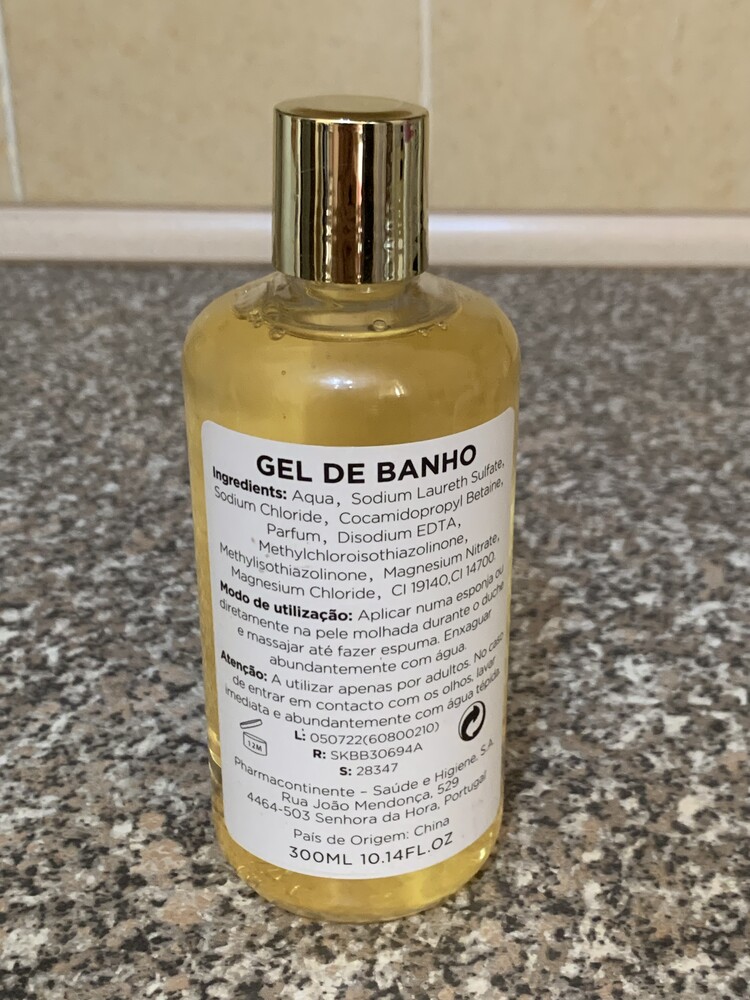 GEL DE BANHO
Ingredients: Aqua, Sodium Laureth Sulfate,
Sodium Chloride, Cocamidopropyl Betaine,
Parfum, Disodium EDTA,
Methylchloroisothiazolinone,
Methylisothiazolinone, Magnesium Nitrate,
Magnesium Chloride, CI 19140,CI 14700.
Modo de utilização: Aplicar numa esponja ou
diretamente na pele molhada durante o duche
e massajar até fazer espuma. Enxaguar
abundantemente com água.
Atenção: A utilizar apenas por adultos. No caso
de entrar em contacto com os olhos, lavar
imediata e abundantemente com água tépida.
L: 050722(60800210)
12M
R: SKBB30694A
S: 28347
Pharmacontinente – Saúde e Higiene, S.A.
Rua João Mendonça, 529
4464-503 Senhora da Hora, Portugal
País de Origem: China
300ML 10.14FL.OZ